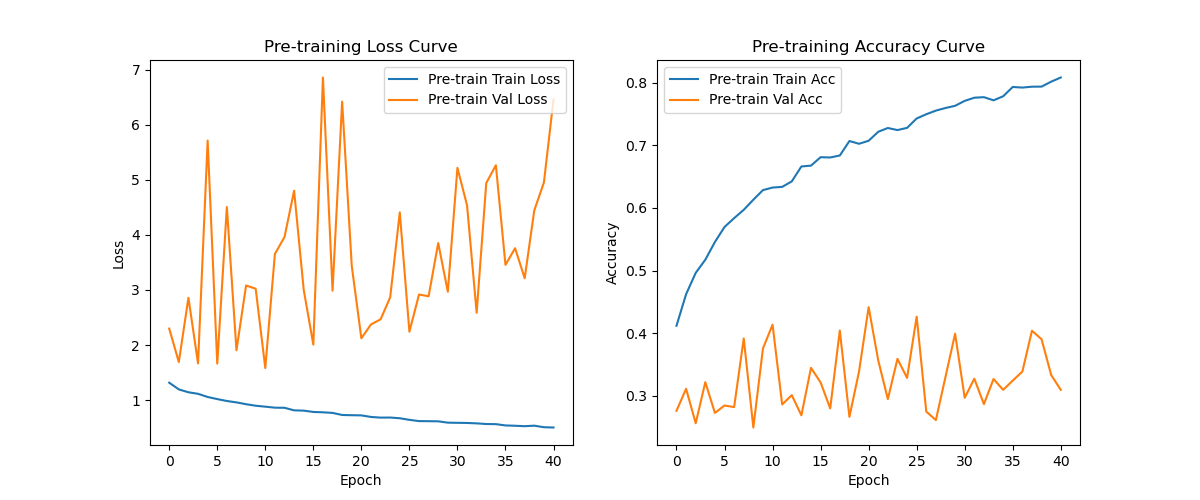 Pre-training Loss Curve
Pre-train Train Loss
Pre-train Val Loss
7
6
5
4
3
2
1
Loss
0 5 10 15 20 25 30 35 40
Epoch
Pre-training Accuracy Curve
Pre-train Train Acc
Pre-train Val Acc
0.8
0.7
0.6
0.5
0.4
0.3
Accuracy
0 5 10 15 20 25 30 35 40
Epoch